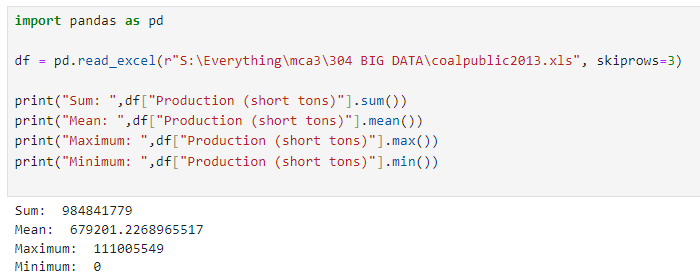 import pandas as pd
df = pd.read_excel(r"S:\Everything\mca3\304 BIG DATA\coalpublic2013.xls", skiprows=3)
print("Sum: ",df["Production (short tons)"].sum())
print("Mean: ",df["Production (short tons)"].mean())
print("Maximum: ",df["Production (short tons)"].max())
print("Minimum: ",df["Production (short tons)"].min())
Sum:  984841779
Mean:  679201.2268965517
Maximum:  111005549
Minimum:  0